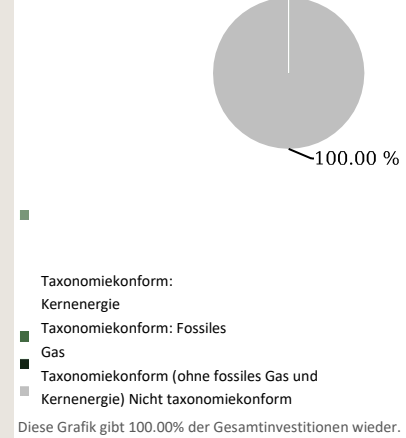 100.00 %
Taxonomiekonform:
Kernenergie
Taxonomiekonform: Fossiles
Gas
Taxonomiekonform (ohne fossiles Gas und
Kernenergie) Nicht taxonomiekonform
Diese Grafik gibt 100.00% der Gesamtinvestitionen wieder.